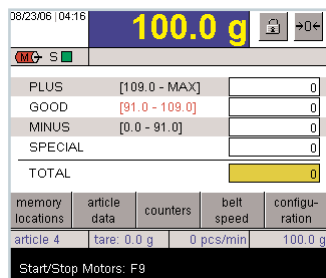 08/23/06 04:16 100.0 g →0←
M S
PLUS [109.0 - MAX] 0
GOOD [91.0 - 109.0] 0
MINUS [0.0 - 91.0] 0
SPECIAL 0
TOTAL 0
memory locations article data counters belt speed configu-ration
article 4 tare: 0.0 g 0 pcs/min 100.0 g
Start/Stop Motors: F9